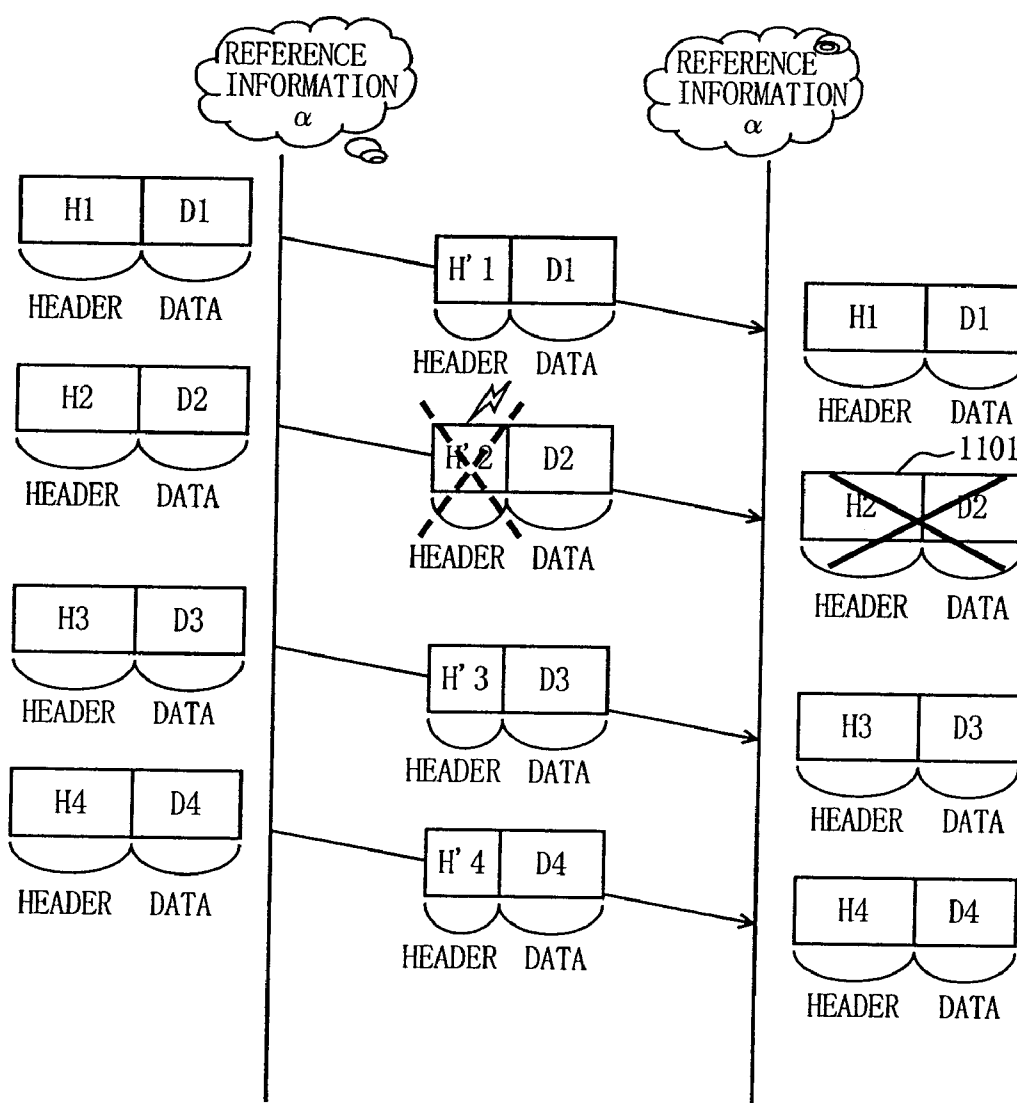 REFERENCE
INFORMATION
α
REFERENCE
INFORMATION
α
H1 D1
HEADER DATA
H'1 D1
HEADER DATA
H1 D1
HEADER DATA
H2 D2
HEADER DATA
H'2 D2
HEADER DATA
1101
H2 D2
HEADER DATA
H3 D3
HEADER DATA
H'3 D3
HEADER DATA
H3 D3
HEADER DATA
H4 D4
HEADER DATA
H'4 D4
HEADER DATA
H4 D4
HEADER DATA